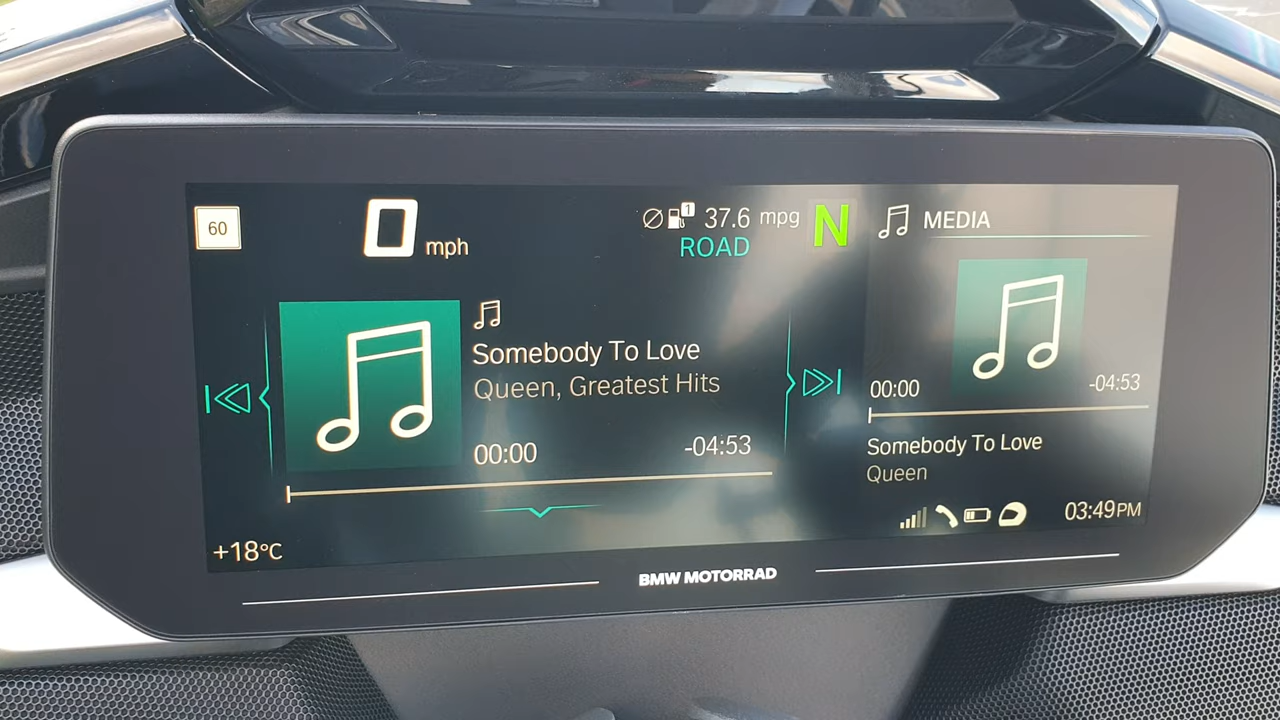 60
0 mph
1
37.6 mpg
ROAD
N
MEDIA
Somebody To Love
Queen, Greatest Hits
00:00 -04:53
00:00 -04:53
Somebody To Love
Queen
+18°C
03:49PM
BMW MOTORRAD